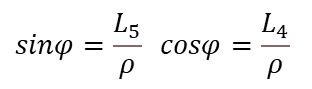 sinφ = L₅/ρ cosφ = L₄/ρ